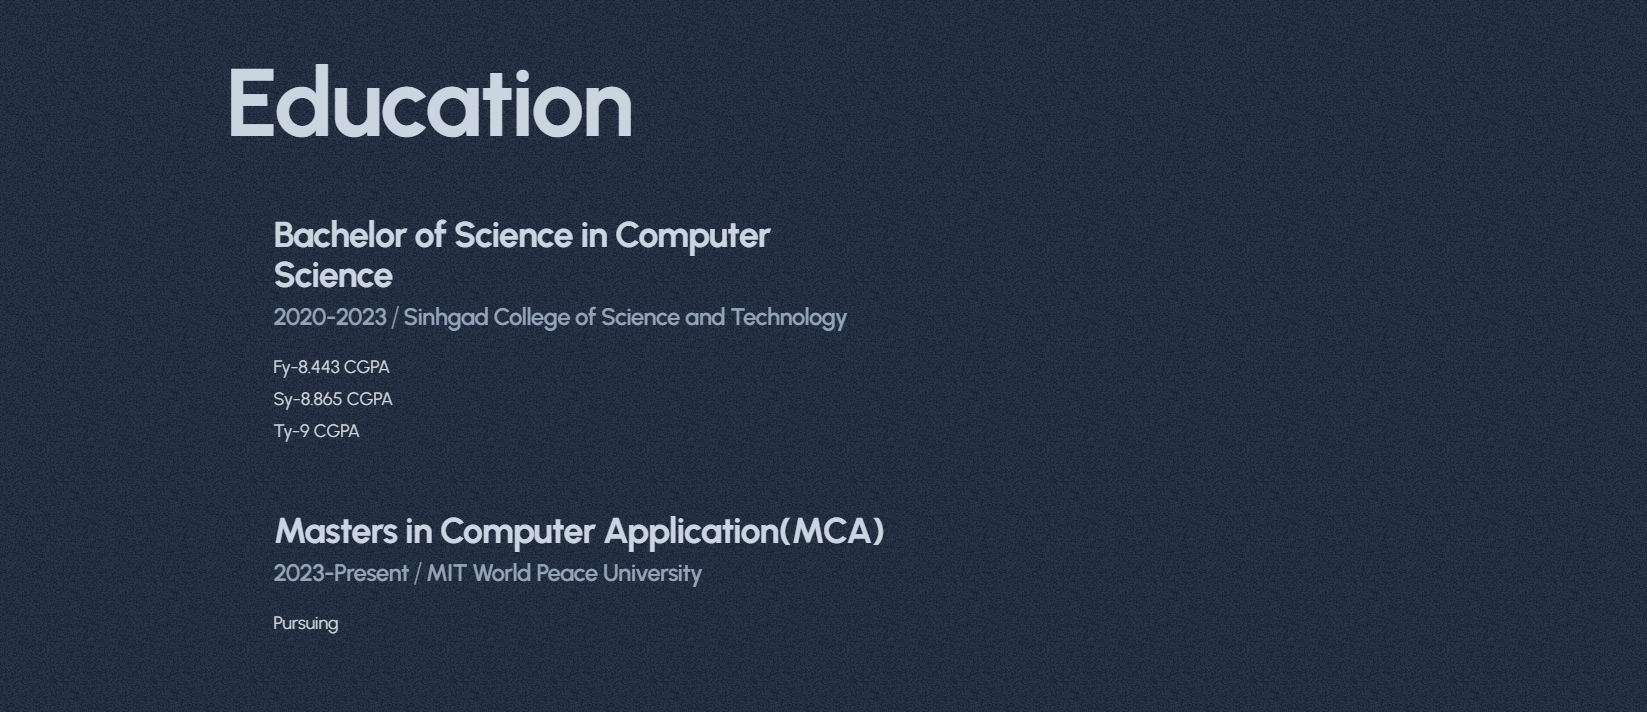 Education
Bachelor of Science in Computer
Science
2020-2023 / Sinhgad College of Science and Technology
Fy-8.443 CGPA
Sy-8.865 CGPA
Ty-9 CGPA
Masters in Computer Application(MCA)
2023-Present / MIT World Peace University
Pursuing